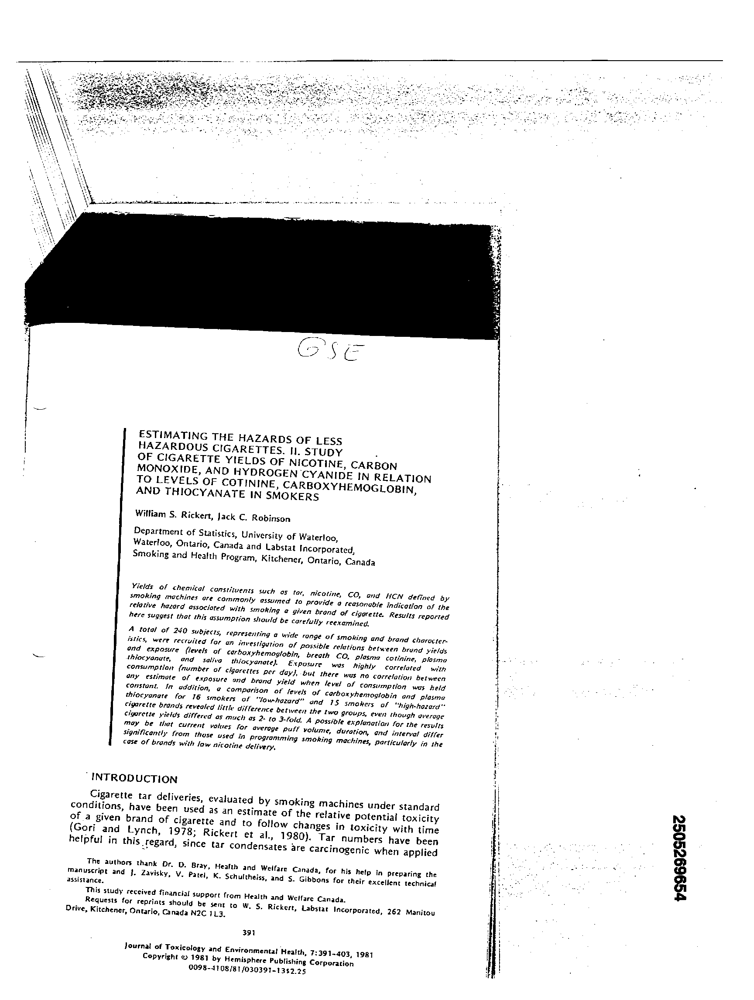 GSE
ESTIMATING THE HAZARDS OF LESS
HAZARDOUS CIGARETTES. II. STUDY
OF CIGARETTE YIELDS OF NICOTINE, CARBON
MONOXIDE, AND HYDROGEN CYANIDE IN RELATION
TO LEVELS OF COTININE, CARBOXYHEMOGLOBIN,
AND THIOCYANATE IN SMOKERS
William S. Rickert, Jack C. Robinson
Department of Statistics, University of Waterloo,
Waterloo, Ontario, Canada and Labstat Incorporated,
Smoking and Health Program, Kitchener, Ontario, Canada
Yields of chemical constituents such as tar, nicotine, CO, and HCN defined by
smoking machines are commonly assumed to provide a reasonable indication of the
relative hazard associated with smoking a given brand of cigarette. Results reported
here suggest that this assumption should be carefully reexamined.
A total of 240 subjects, representing a wide range of smoking and brand character-
istics, were recruited for an investigation of possible relations between brand yields
and exposure (levels of carboxyhemoglobin, breath CO, plasma cotinine, plasma
thiocyanate, and saliva thiocyanate). Exposure was highly correlated with
consumption (number of cigarettes per day), but there was no correlation between
any estimate of exposure and brand yield when level of consumption was held
constant. In addition, a comparison of levels of carboxyhemoglobin and plasma
thiocyanate for 16 smokers of "low-hazard" and 15 smokers of "high-hazard"
cigarette brands revealed little difference between the two groups, even though average
cigarette yields differed as much as 2- to 3-fold. A possible explanation for the results
may be that current values for average puff volume, duration, and interval differ
significantly from those used in programming smoking machines, particularly in the
case of brands with low nicotine delivery.
INTRODUCTION
Cigarette tar deliveries, evaluated by smoking machines under standard
conditions, have been used as an estimate of the relative potential toxicity
of a given brand of cigarette and to follow changes in toxicity with time
(Gori and Lynch, 1978; Rickert et al., 1980). Tar numbers have been
helpful in this regard, since tar condensates are carcinogenic when applied
The authors thank Dr. D. Bray, Health and Welfare Canada, for his help in preparing the
manuscript and J. Zavisky, V. Patel, K. Schultheiss, and S. Gibbons for their excellent technical
assistance.
This study received financial support from Health and Welfare Canada.
Requests for reprints should be sent to W. S. Rickert, Labstat Incorporated, 262 Manitou
Drive, Kitchener, Ontario, Canada N2C 1L3.
391
Journal of Toxicology and Environmental Health, 7:391-403, 1981
Copyright © 1981 by Hemisphere Publishing Corporation
0098-4108/81/030391-13$2.25
2505269654